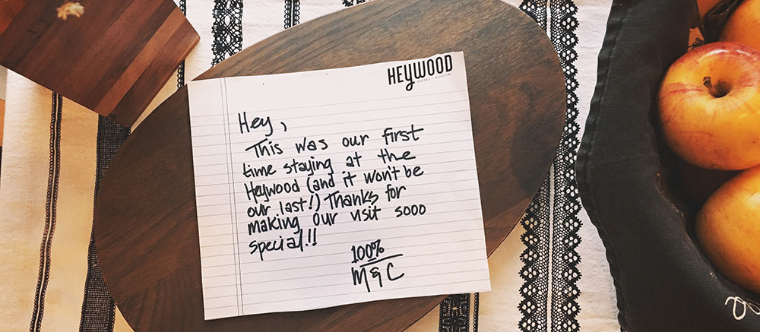 HEYWOOD
Hey,
This was our first
time staying at the
Heywood (and it won't be
our last!) Thanks for
making our visit sooo
special!!
100%
M & C